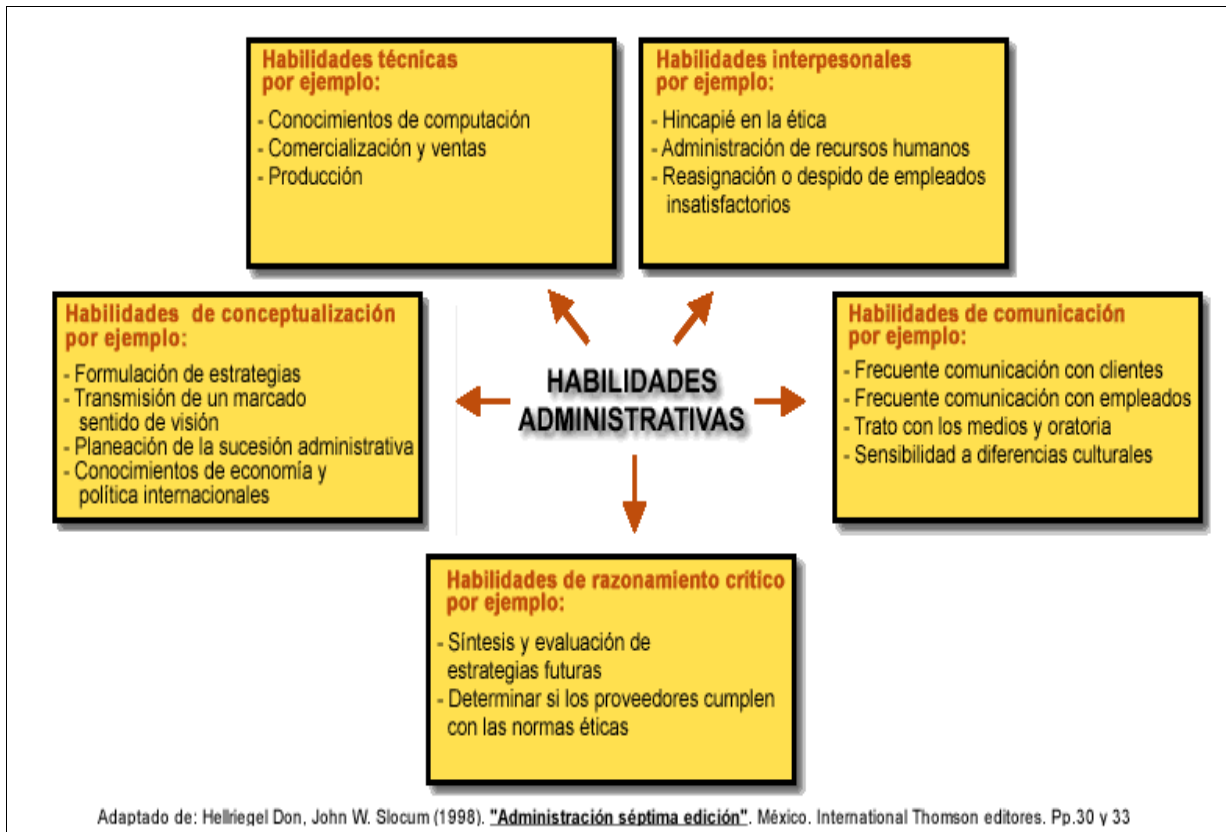 Habilidades técnicas
por ejemplo:
- Conocimientos de computación
- Comercialización y ventas
- Producción
Habilidades interpesonales
por ejemplo:
- Hincapié en la ética
- Administración de recursos humanos
- Reasignación o despido de empleados
insatisfactorios
Habilidades de conceptualización
por ejemplo:
- Formulación de estrategias
- Transmisión de un marcado
sentido de visión
- Planeación de la sucesión administrativa
- Conocimientos de economía y
política internacionales
HABILIDADES
ADMINISTRATIVAS
Habilidades de comunicación
por ejemplo:
- Frecuente comunicación con clientes
- Frecuente comunicación con empleados
- Trato con los medios y oratoria
- Sensibilidad a diferencias culturales
Habilidades de razonamiento crítico
por ejemplo:
- Síntesis y evaluación de
estrategias futuras
- Determinar si los proveedores cumplen
con las normas éticas
Adaptado de: Hellriegel Don, John W. Slocum (1998). "Administración séptima edición". México. International Thomson editores. Pp.30 y 33